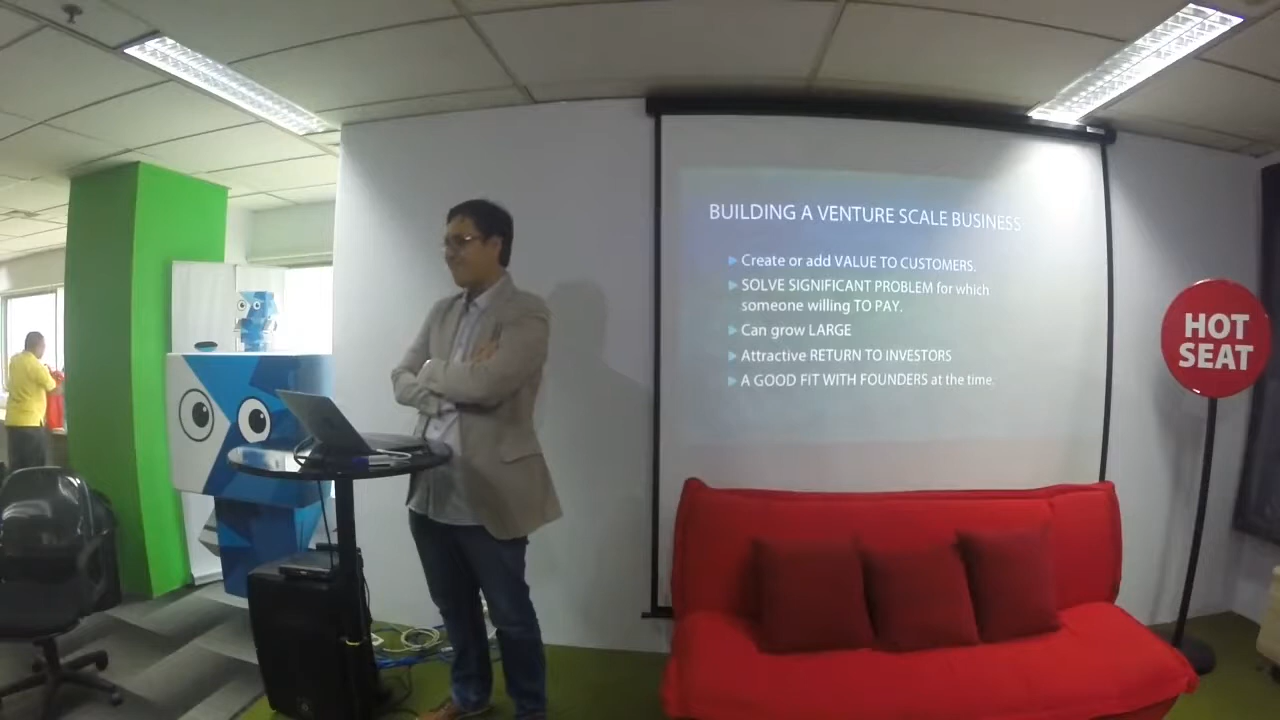 BUILDING A VENTURE SCALE BUSINESS
Create or add VALUE TO CUSTOMERS.
SOLVE SIGNIFICANT PROBLEM for which
someone willing TO PAY.
Can grow LARGE
Attractive RETURN TO INVESTORS
A GOOD FIT WITH FOUNDERS at the time.
HOT
SEAT